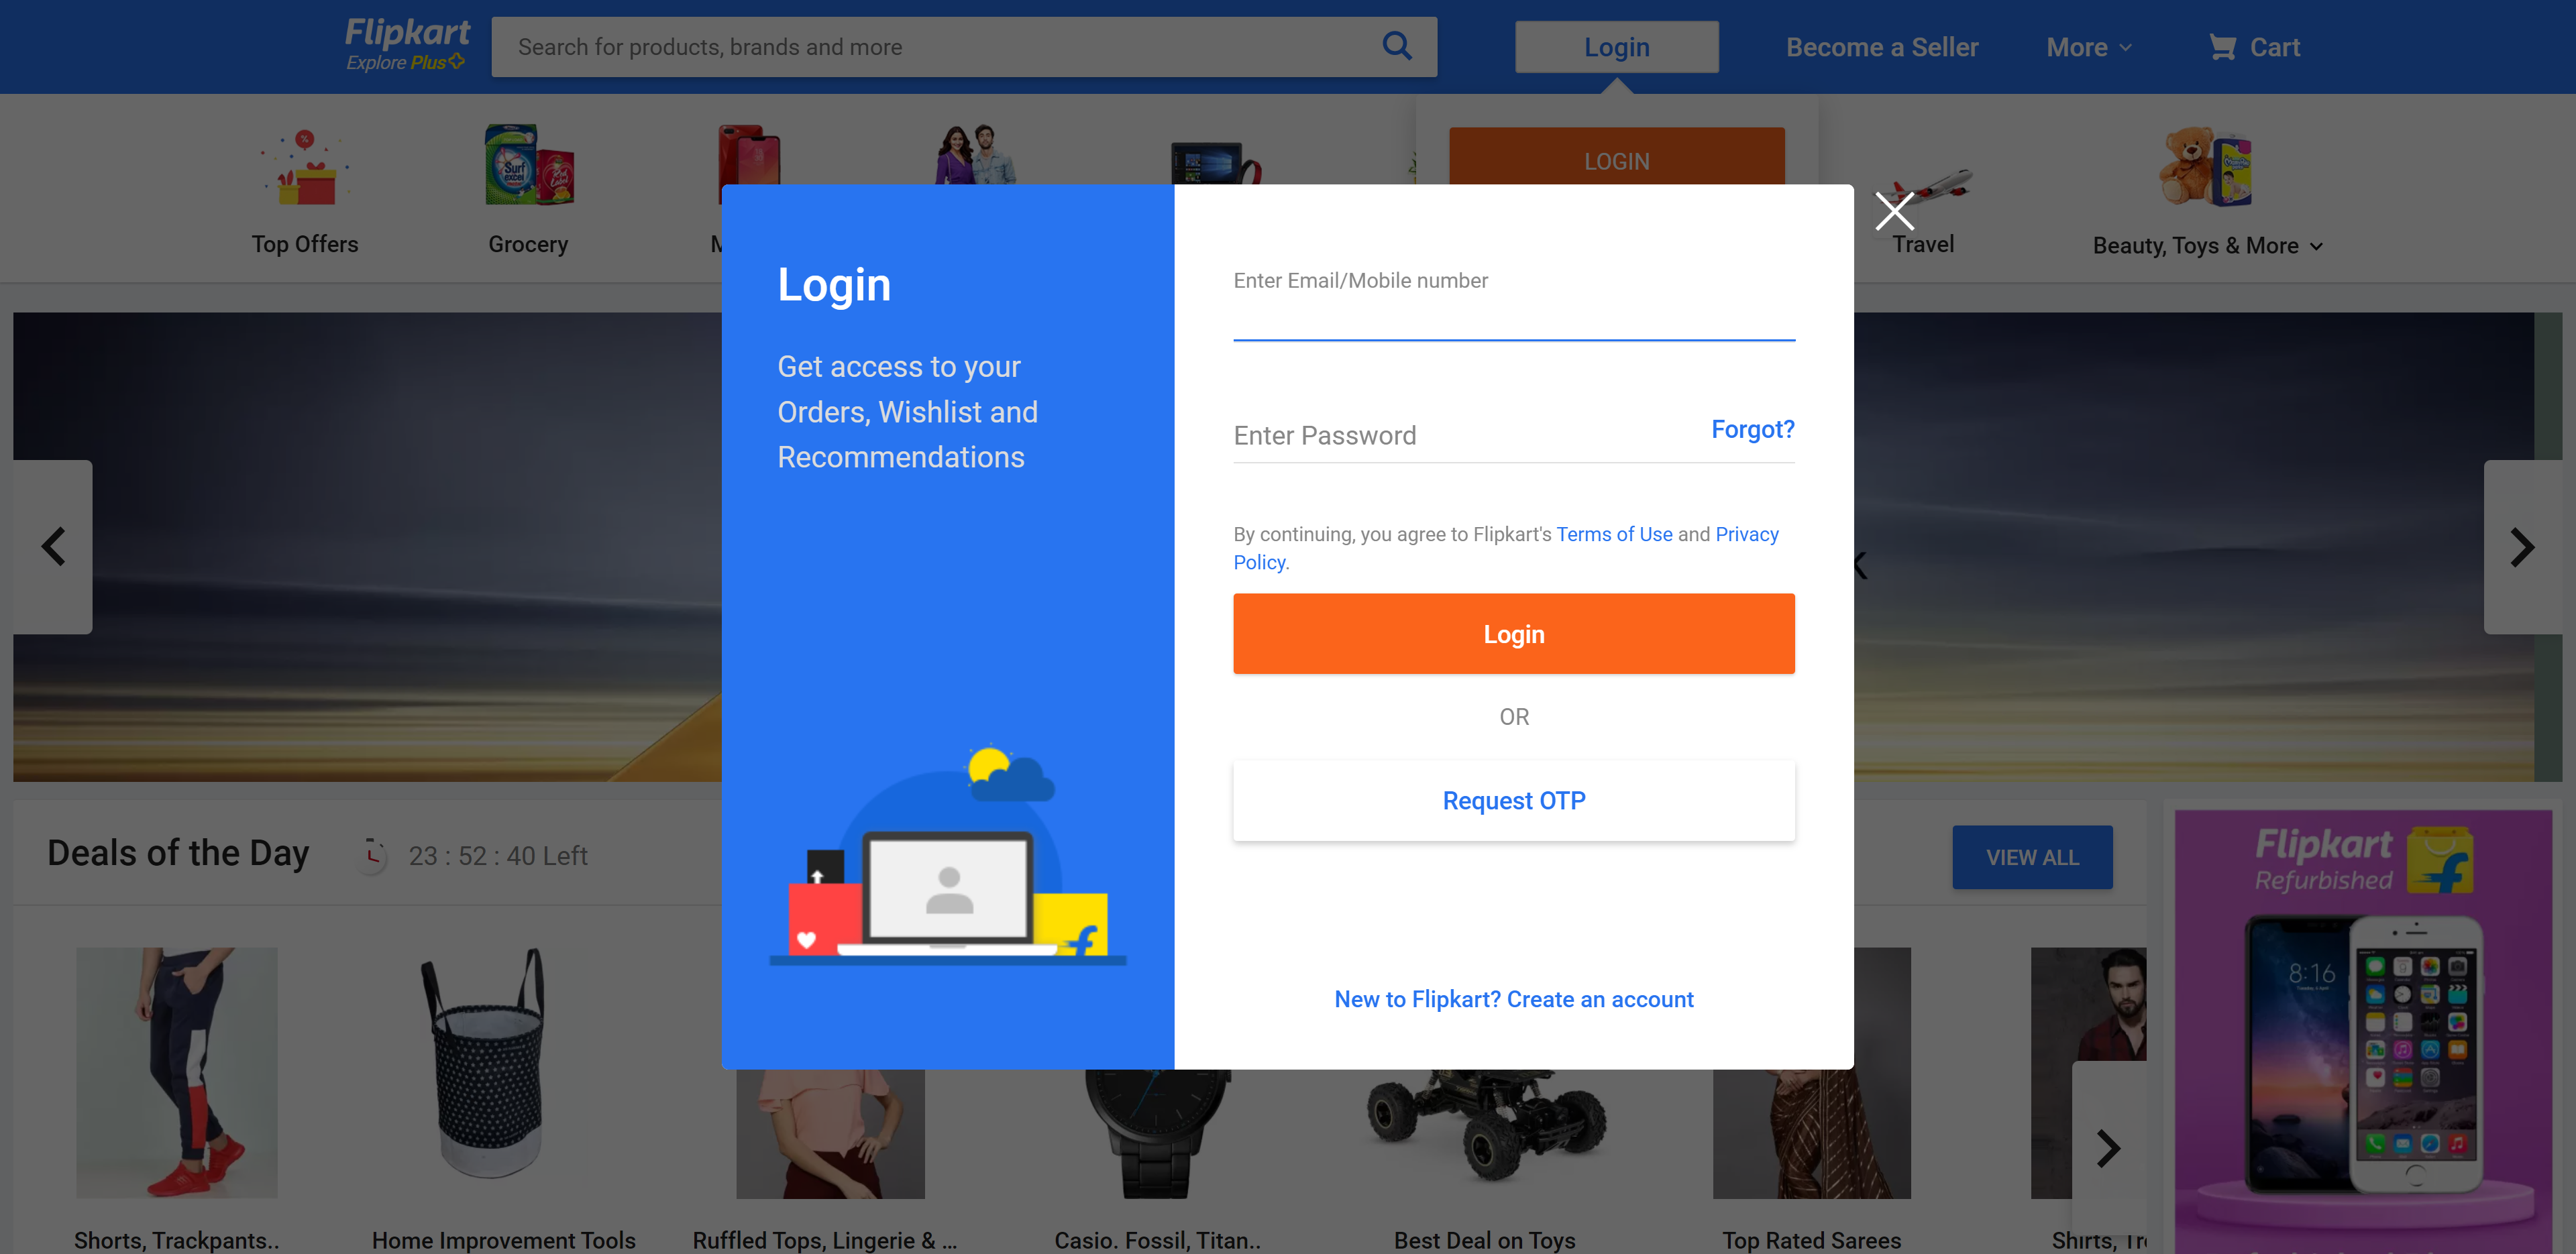 Flipkart
Explore Plus
Search for products, brands and more
Login
Become a Seller
More
Cart
LOGIN
Surf excel
Top Offers
Grocery
Travel
Beauty, Toys & More
Login
Get access to your
Orders, Wishlist and
Recommendations
Enter Email/Mobile number
Enter Password
Forgot?
By continuing, you agree to Flipkart's Terms of Use and Privacy
Policy.
Login
OR
Request OTP
New to Flipkart? Create an account
Deals of the Day
23 : 52 : 40 Left
VIEW ALL
Flipkart
Refurbished
8:16
Shorts, Trackpants..
Home Improvement Tools
Ruffled Tops, Lingerie & ...
Casio. Fossil, Titan..
Best Deal on Toys
Top Rated Sarees
Shirts,